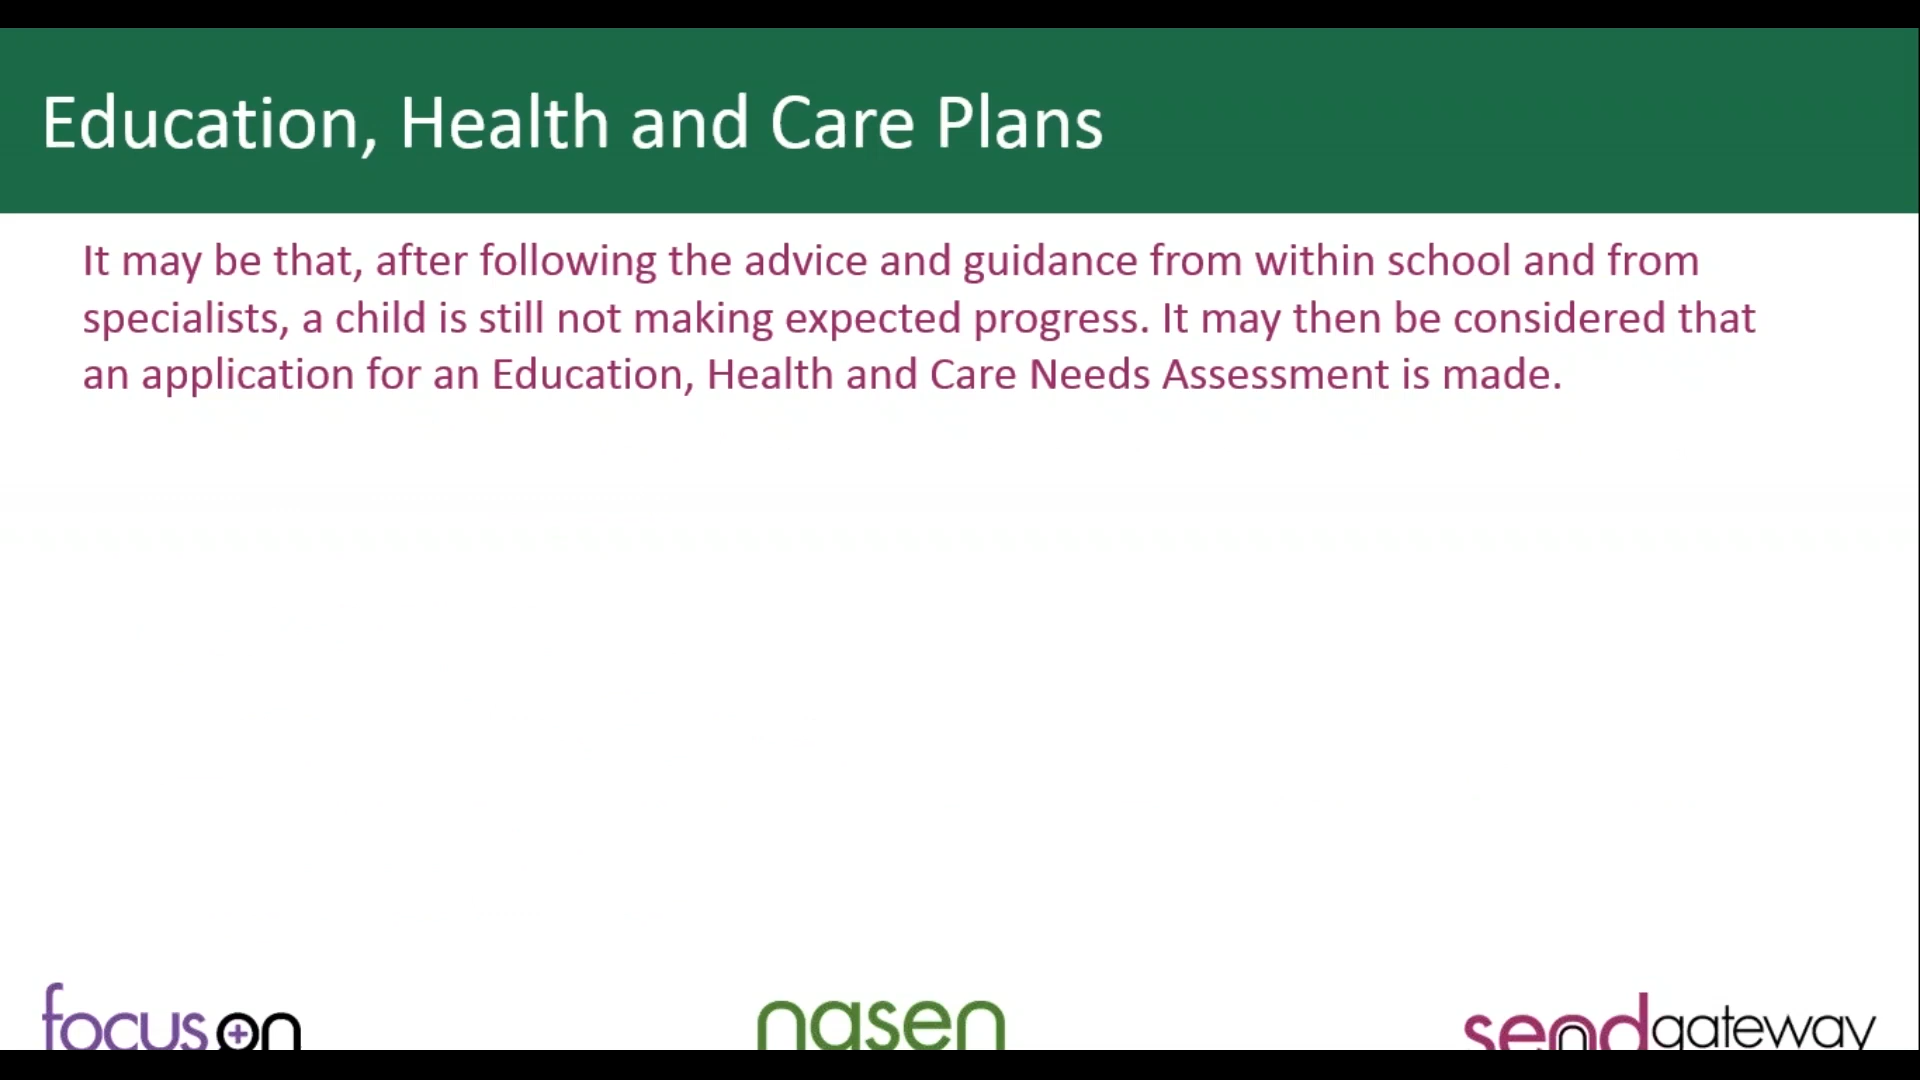 Education, Health and Care Plans
It may be that, after following the advice and guidance from within school and from
specialists, a child is still not making expected progress. It may then be considered that
an application for an Education, Health and Care Needs Assessment is made.
focus on
nasen
sendgateway